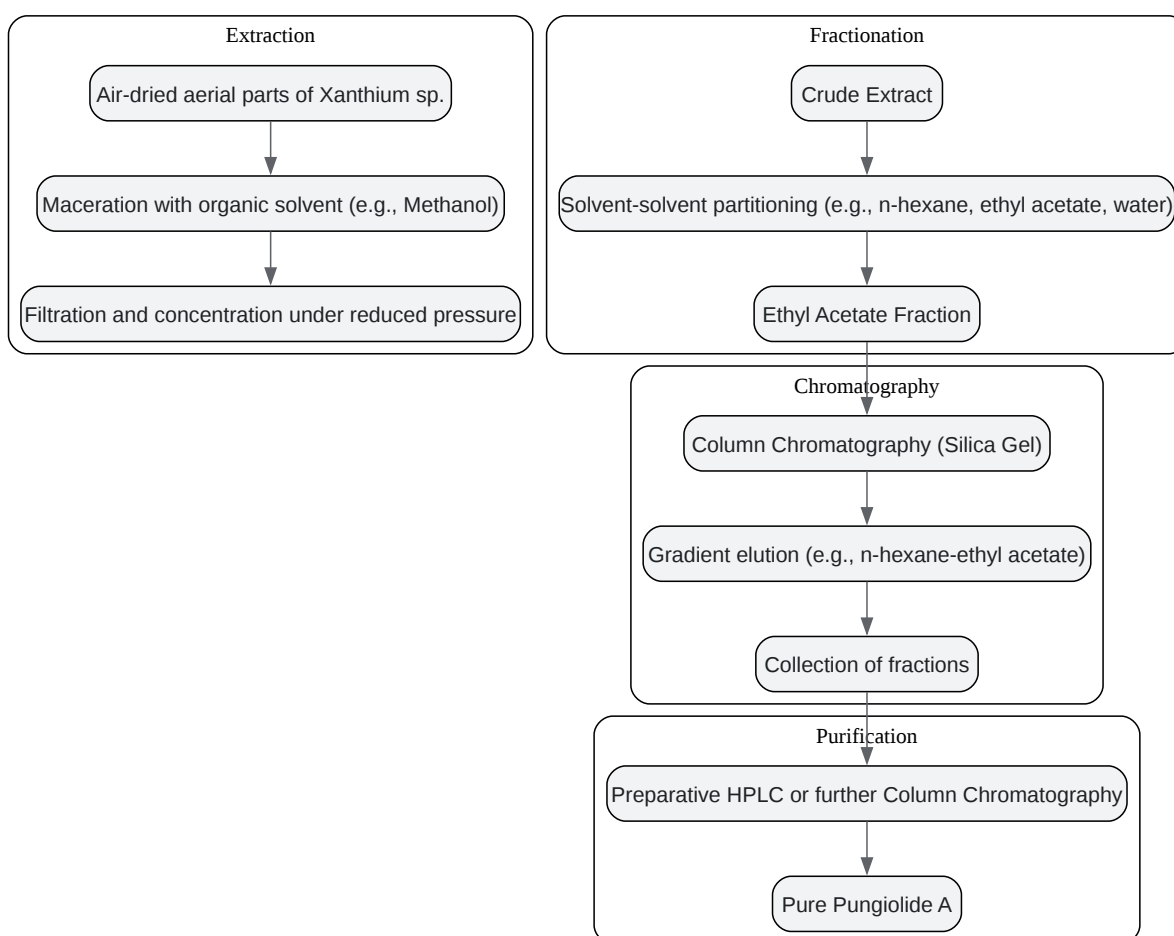 Extraction
Air-dried aerial parts of Xanthium sp.
Maceration with organic solvent (e.g., Methanol)
Filtration and concentration under reduced pressure
Fractionation
Crude Extract
Solvent-solvent partitioning (e.g., n-hexane, ethyl acetate, water)
Ethyl Acetate Fraction
Chromatography
Column Chromatography (Silica Gel)
Gradient elution (e.g., n-hexane-ethyl acetate)
Collection of fractions
Purification
Preparative HPLC or further Column Chromatography
Pure Pungiolide A